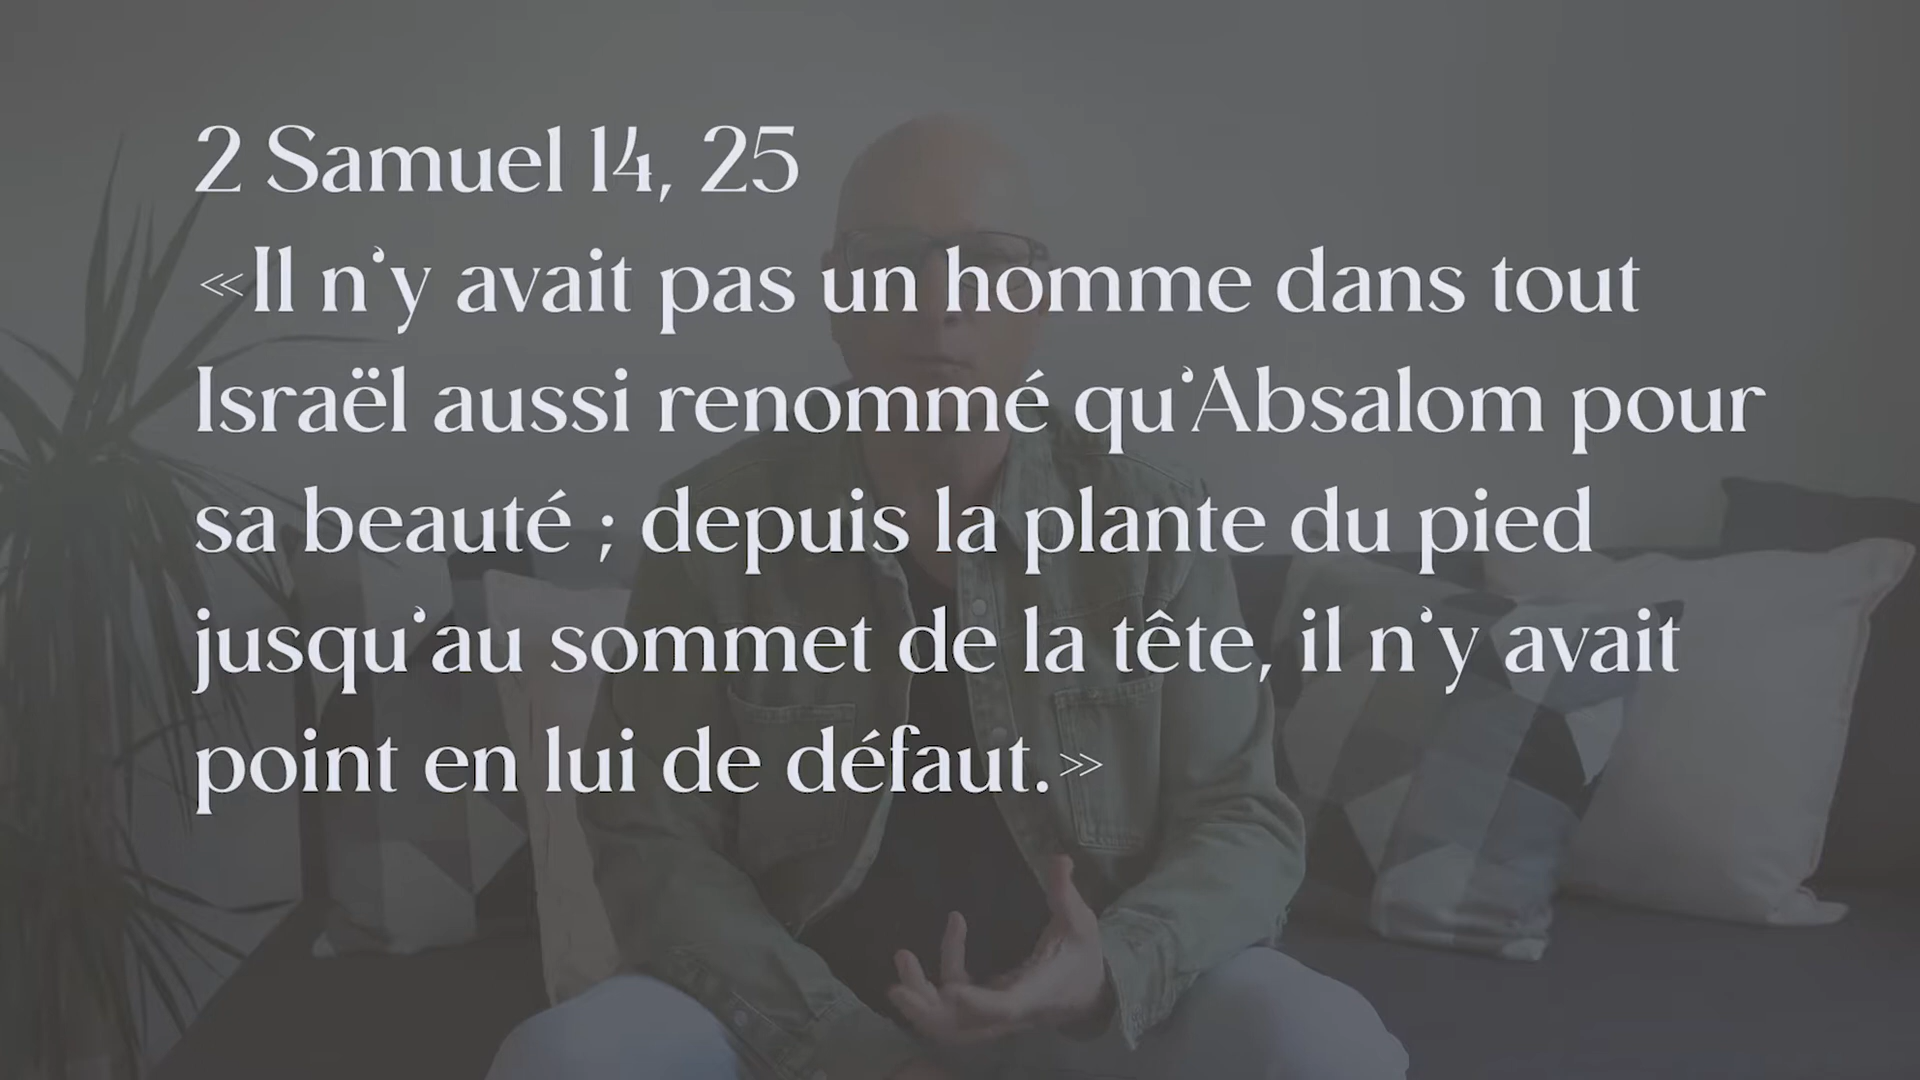 2 Samuel 14, 25
«Il n'y avait pas un homme dans tout
Israël aussi renommé qu'Absalom pour
sa beauté ; depuis la plante du pied
jusqu'au sommet de la tête, il n'y avait
point en lui de défaut.»